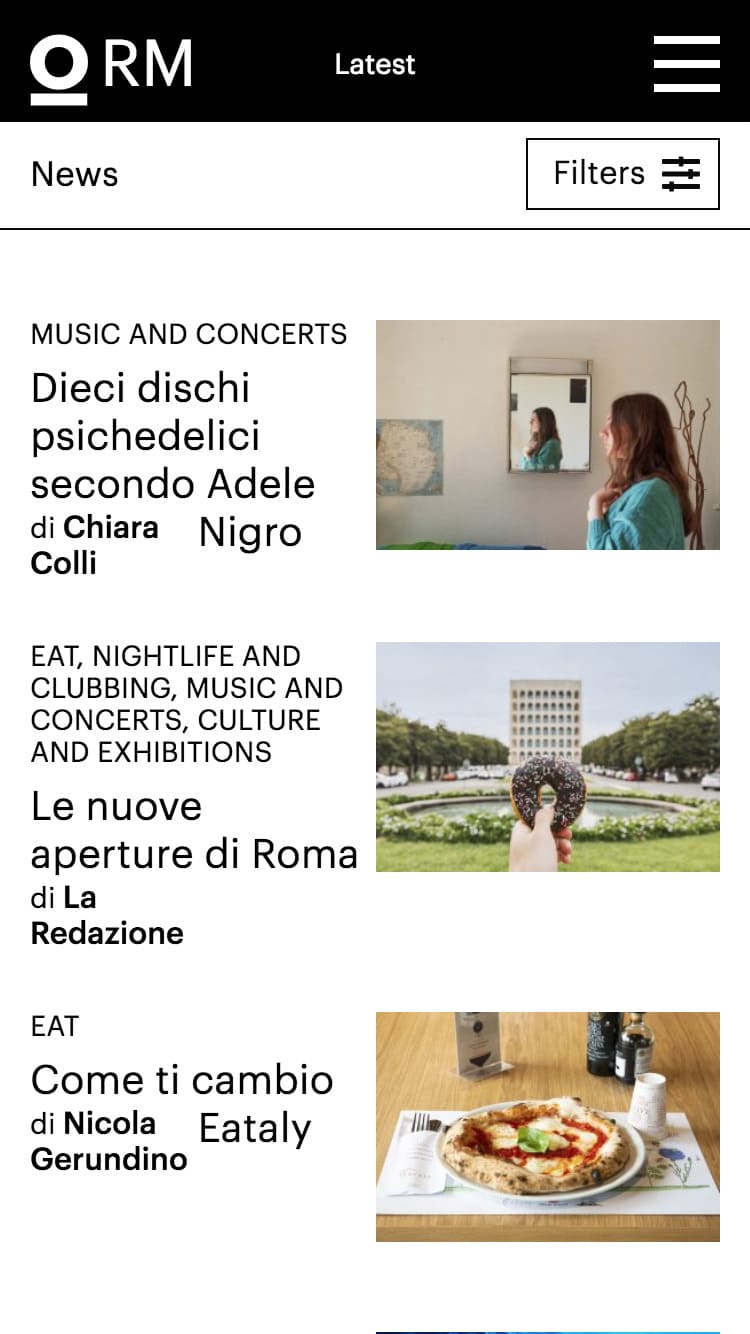 RM
Latest
News
Filters
MUSIC AND CONCERTS
Dieci dischi
psichedelici
secondo Adele
Nigro
di Chiara
Colli
EAT, NIGHTLIFE AND
CLUBBING, MUSIC AND
CONCERTS, CULTURE
AND EXHIBITIONS
Le nuove
aperture di Roma
di La
Redazione
EAT
Come ti cambio
Eataly
di Nicola
Gerundino